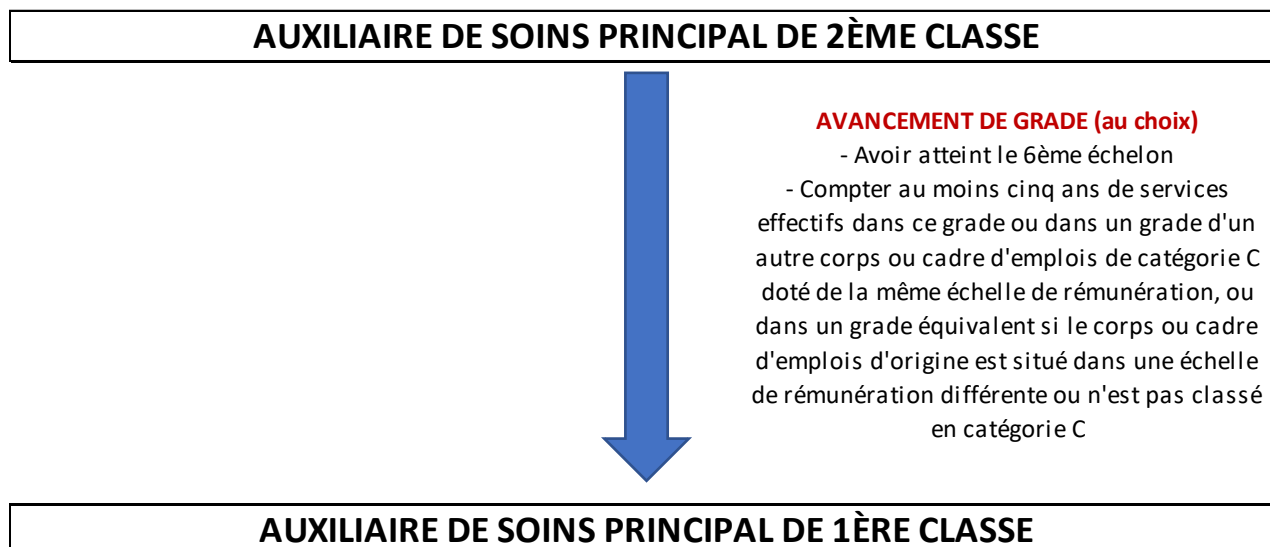 AUXILIAIRE DE SOINS PRINCIPAL DE 2ÈME CLASSE
AVANCEMENT DE GRADE (au choix)
- Avoir atteint le 6ème échelon
- Compter au moins cinq ans de services
effectifs dans ce grade ou dans un grade d'un
autre corps ou cadre d'emplois de catégorie C
doté de la même échelle de rémunération, ou
dans un grade équivalent si le corps ou cadre
d'emplois d'origine est situé dans une échelle
de rémunération différente ou n'est pas classé
en catégorie C
AUXILIAIRE DE SOINS PRINCIPAL DE 1ÈRE CLASSE